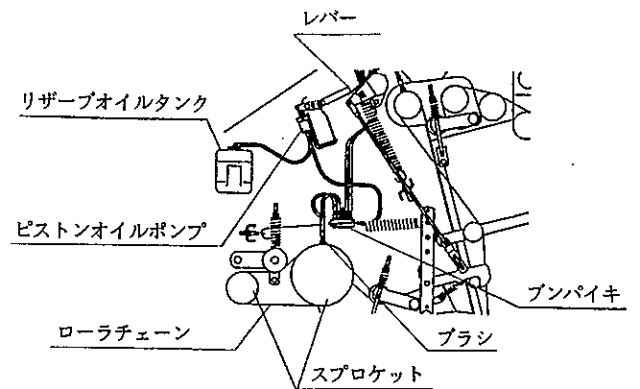 レバー
リザーブオイルタンク
ピストンオイルポンプ
ブンパイキ
ローラチェーン
ブラシ
スプロケット